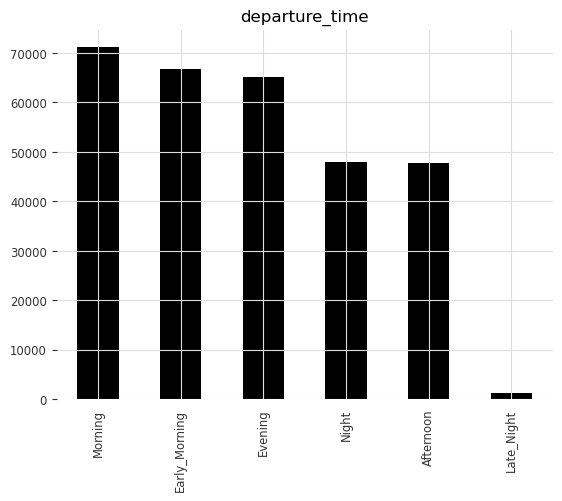 departure_time
70000
60000
50000
40000
30000
20000
10000
0
Morning
Early_Morning
Evening
Night
Afternoon
Late_Night